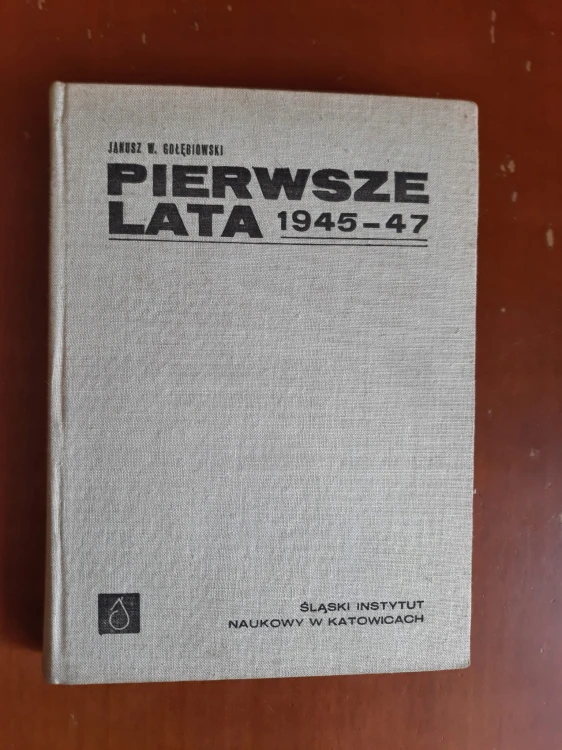 JANUSZ W. GOŁĘBIOWSKI
PIERWSZE
LATA 1945-47
ŚLĄSKI INSTYTUT
NAUKOWY W KATOWICACH